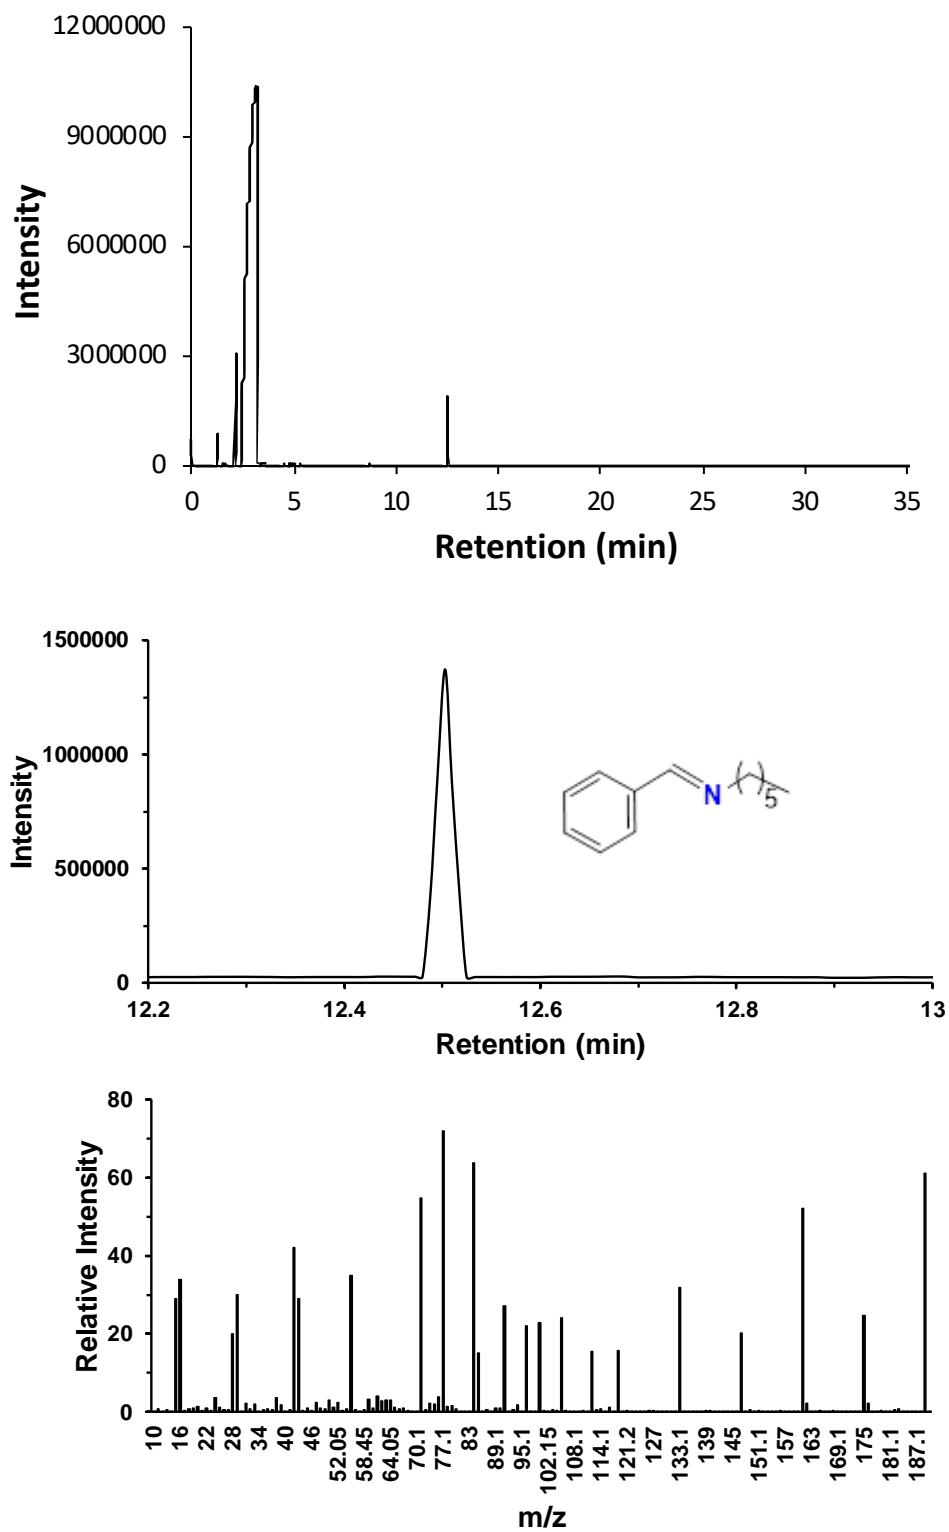 12000000
9000000
6000000
3000000
0
Intensity
0 5 10 15 20 25 30 35
Retention (min)
1500000
1000000
500000
0
Intensity
N ( ) 5
12.2 12.4 12.6 12.8 13
Retention (min)
80
60
40
20
0
Relative Intensity
10 16 22 28 34 40 46 52.05 58.45 64.05 70.1 77.1 83 89.1 95.1 102.15 108.1 114.1 121.2 127 133.1 139 145 151.1 157 163 169.1 175 181.1 187.1
m/z